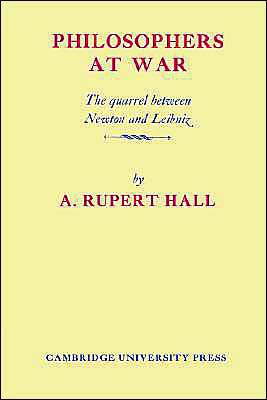 PHILOSOPHERS
AT WAR
The quarrel between
Newton and Leibniz
by
A. RUPERT HALL
CAMBRIDGE UNIVERSITY PRESS